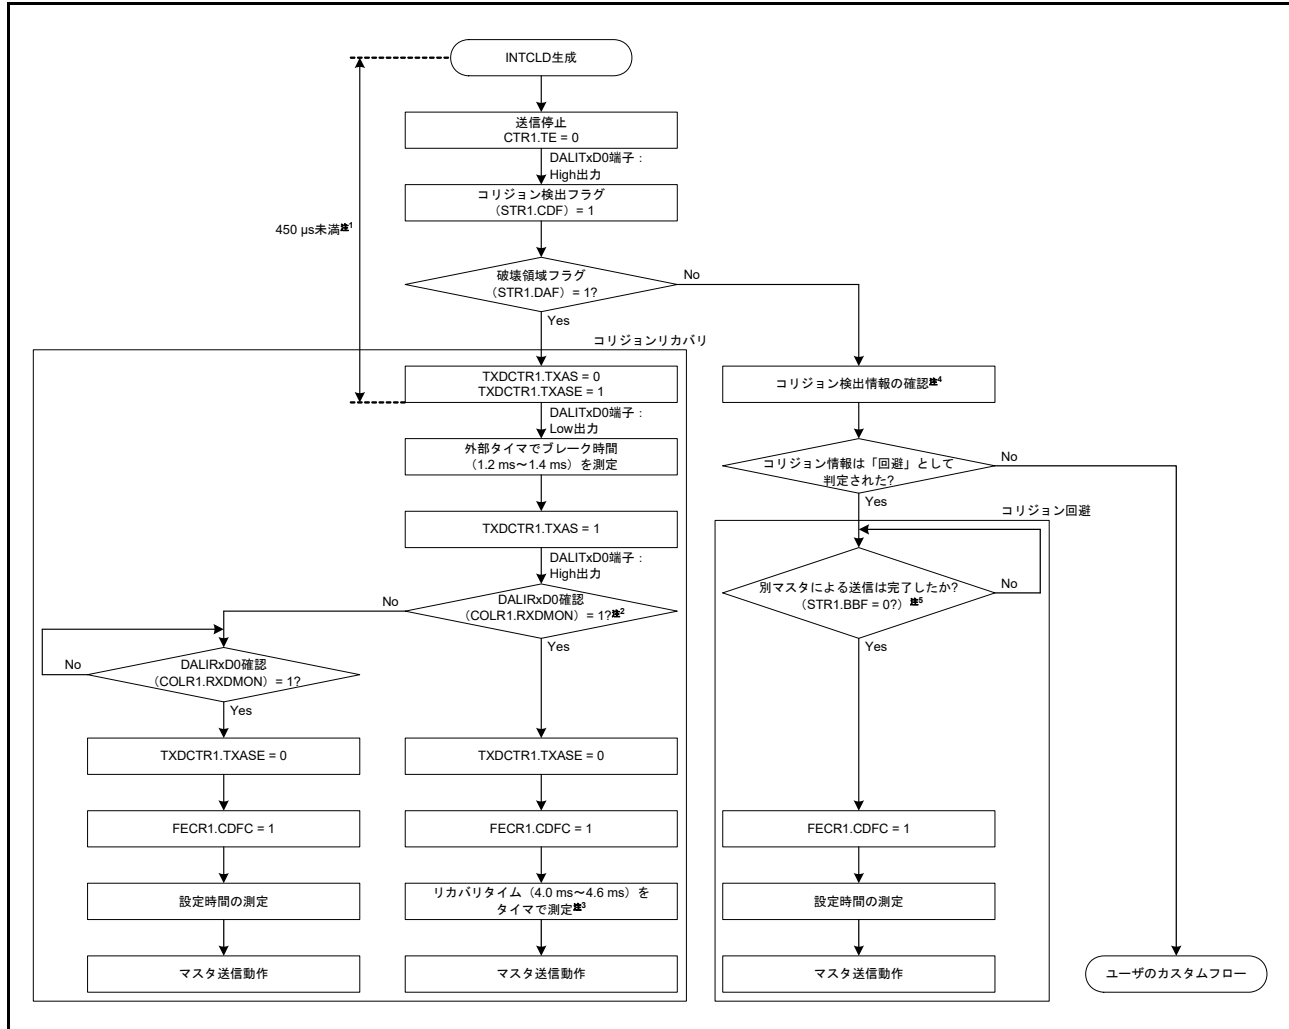 INTCLD生成
送信停止
CTR1.TE = 0
DALITxD0端子：
High出力
コリジョン検出フラグ
（STR1.CDF）= 1
450 µs未満注1
破壊領域フラグ
（STR1.DAF）= 1?
No
Yes
コリジョンリカバリ
TXDCTR1.TXAS = 0
TXDCTR1.TXASE = 1
コリジョン検出情報の確認注4
DALITxD0端子：
Low出力
外部タイマでブレーク時間
（1.2 ms～1.4 ms）を測定
コリジョン情報は「回避」として
判定された?
No
Yes
コリジョン回避
TXDCTR1.TXAS = 1
DALITxD0端子：
High出力
別マスタによる送信は完了したか?
（STR1.BBF = 0?）注5
No
Yes
DALIRxD0確認
（COLR1.RXDMON）= 1?注2
No
Yes
DALIRxD0確認
（COLR1.RXDMON）= 1?
No
Yes
TXDCTR1.TXASE = 0
TXDCTR1.TXASE = 0
FECR1.CDFC = 1
FECR1.CDFC = 1
FECR1.CDFC = 1
設定時間の測定
リカバリタイム（4.0 ms～4.6 ms）を
タイマで測定注3
設定時間の測定
マスタ送信動作
マスタ送信動作
マスタ送信動作
ユーザのカスタムフロー